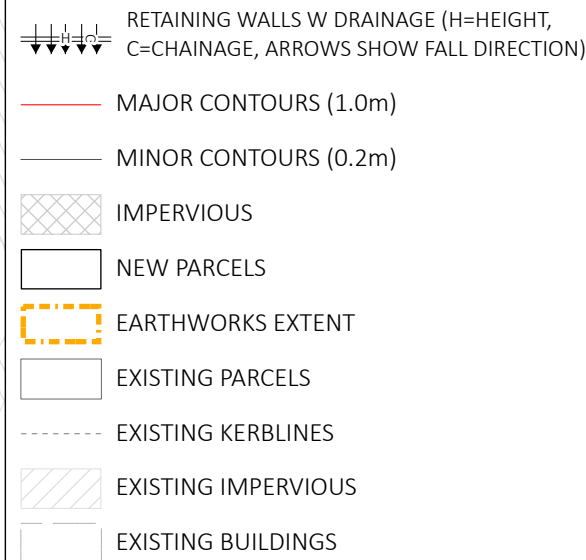 RETAINING WALLS W DRAINAGE (H=HEIGHT,
H C
C=CHAINAGE, ARROWS SHOW FALL DIRECTION)
MAJOR CONTOURS (1.0m)
MINOR CONTOURS (0.2m)
IMPERVIOUS
NEW PARCELS
EARTHWORKS EXTENT
EXISTING PARCELS
EXISTING KERBLINES
EXISTING IMPERVIOUS
EXISTING BUILDINGS